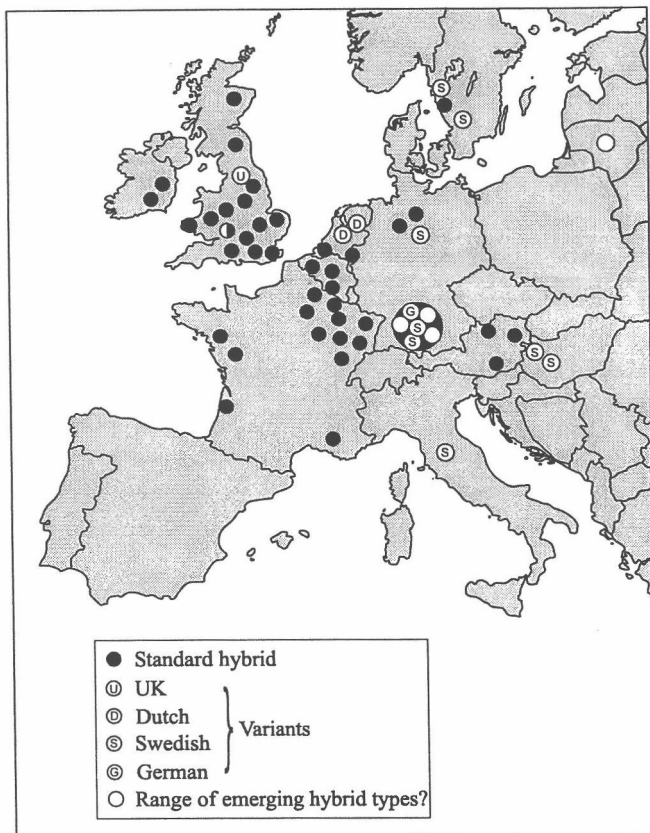 S
S
U
D
D
S
G
S
S
S
S
S
Standard hybrid
U UK
D Dutch
S Swedish
G German
Variants
Range of emerging hybrid types?